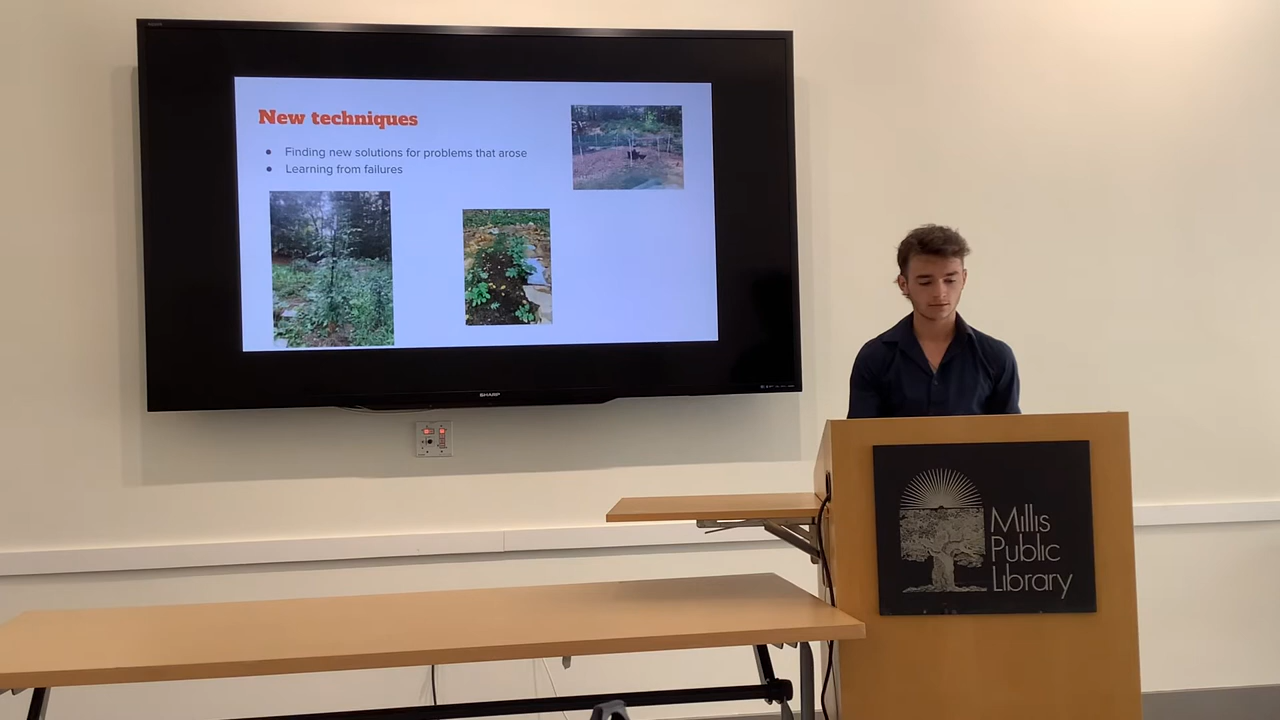 New techniques
Finding new solutions for problems that arose
Learning from failures
SHARP
Millis
Public
Library